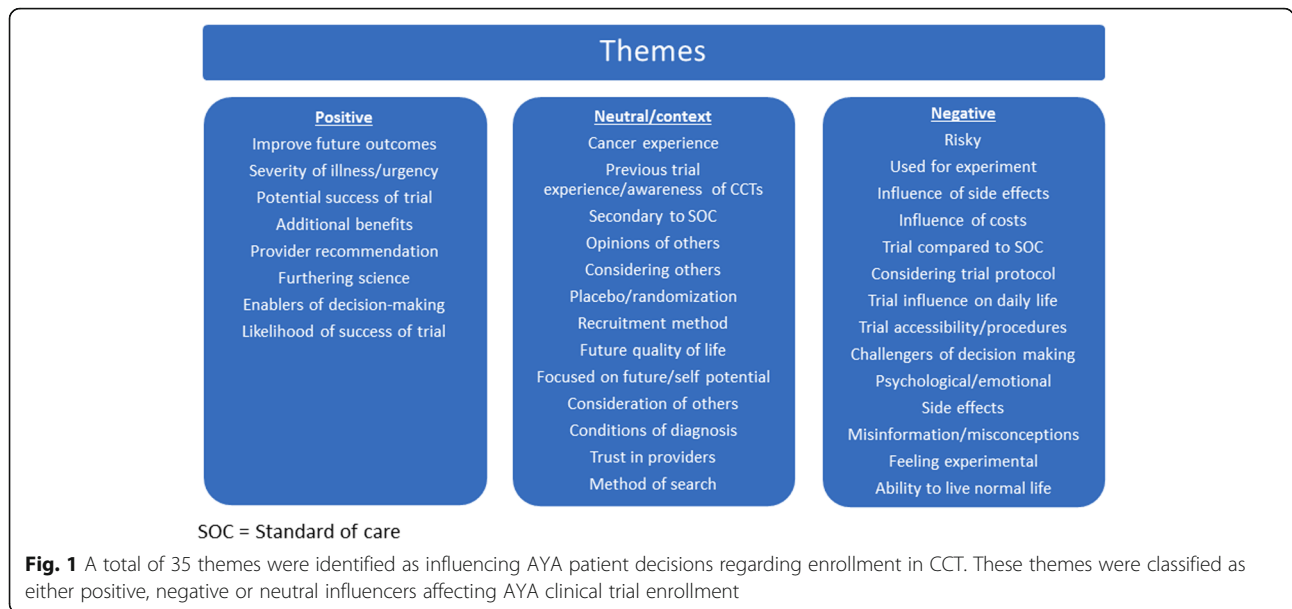 Themes
Positive
Improve future outcomes
Severity of illness/urgency
Potential success of trial
Additional benefits
Provider recommendation
Furthering science
Enablers of decision-making
Likelihood of success of trial
Neutral/context
Cancer experience
Previous trial
experience/awareness of CCTs
Secondary to SOC
Opinions of others
Considering others
Placebo/randomization
Recruitment method
Future quality of life
Focused on future/self potential
Consideration of others
Conditions of diagnosis
Trust in providers
Method of search
Negative
Risky
Used for experiment
Influence of side effects
Influence of costs
Trial compared to SOC
Considering trial protocol
Trial influence on daily life
Trial accessibility/procedures
Challengers of decision making
Psychological/emotional
Side effects
Misinformation/misconceptions
Feeling experimental
Ability to live normal life
SOC = Standard of care
Fig. 1 A total of 35 themes were identified as influencing AYA patient decisions regarding enrollment in CCT. These themes were classified as
either positive, negative or neutral influencers affecting AYA clinical trial enrollment